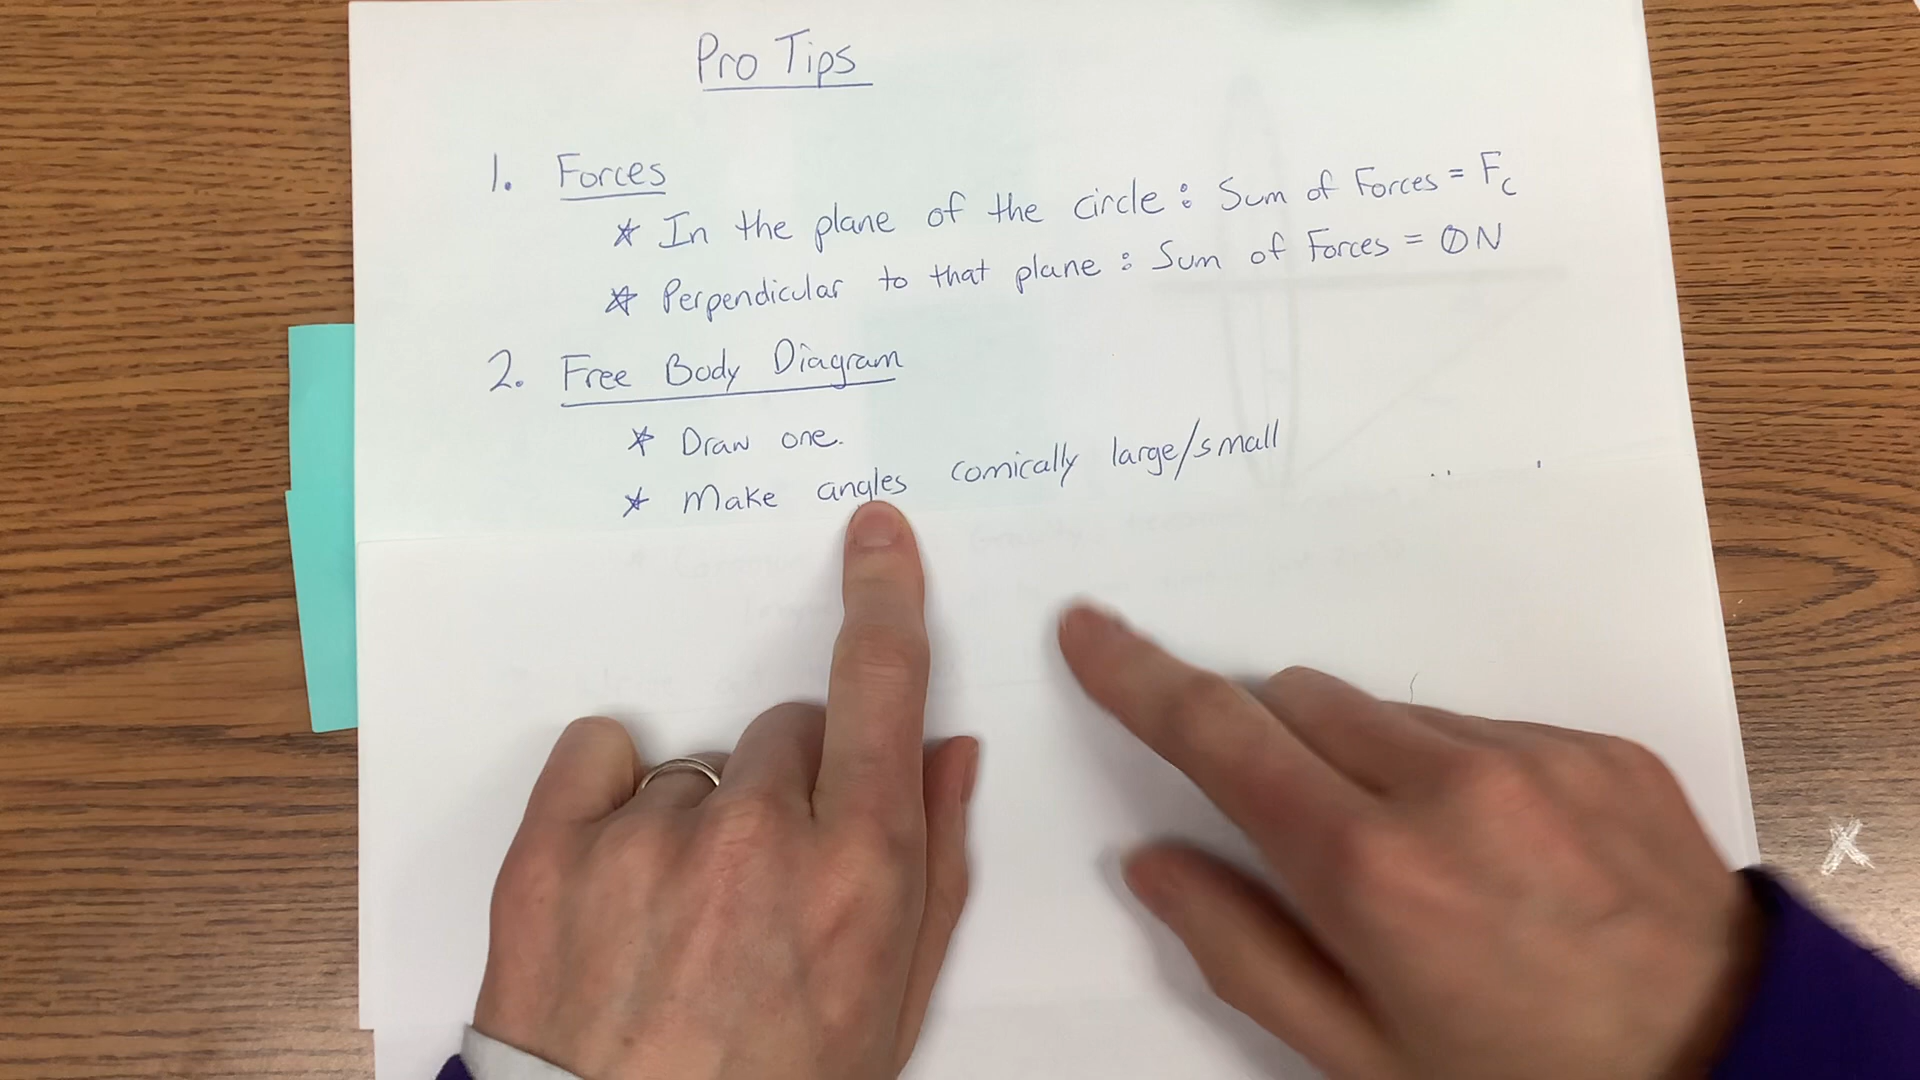 Pro Tips
1. Forces
* In the plane of the circle : Sum of Forces = Fc
* Perpendicular to that plane : Sum of Forces = 0 N
2. Free Body Diagram
* Draw one.
* Make angles comically large/small
x